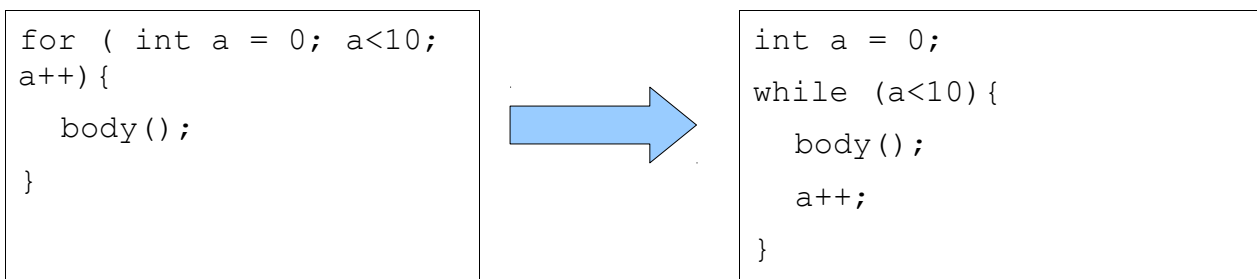 for ( int a = 0; a<10;
a++){
body();
}
int a = 0;
while (a<10){
body();
a++;
}